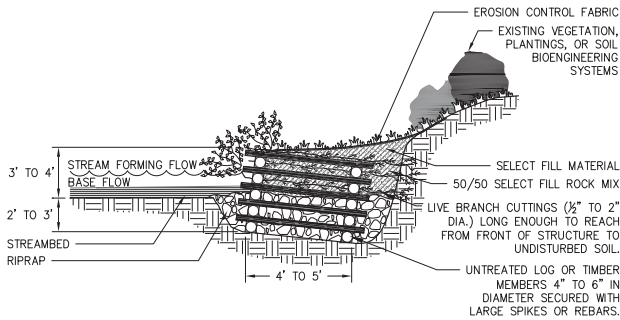 EROSION CONTROL FABRIC
EXISTING VEGETATION,
PLANTINGS, OR SOIL
BIOENGINEERING
SYSTEMS
3' TO 4'
STREAM FORMING FLOW
BASE FLOW
2' TO 3'
STREAMBED
RIPRAP
4' TO 5'
SELECT FILL MATERIAL
50/50 SELECT FILL ROCK MIX
LIVE BRANCH CUTTINGS (½" TO 2"
DIA.) LONG ENOUGH TO REACH
FROM FRONT OF STRUCTURE TO
UNDISTURBED SOIL.
UNTREATED LOG OR TIMBER
MEMBERS 4" TO 6" IN
DIAMETER SECURED WITH
LARGE SPIKES OR REBARS.